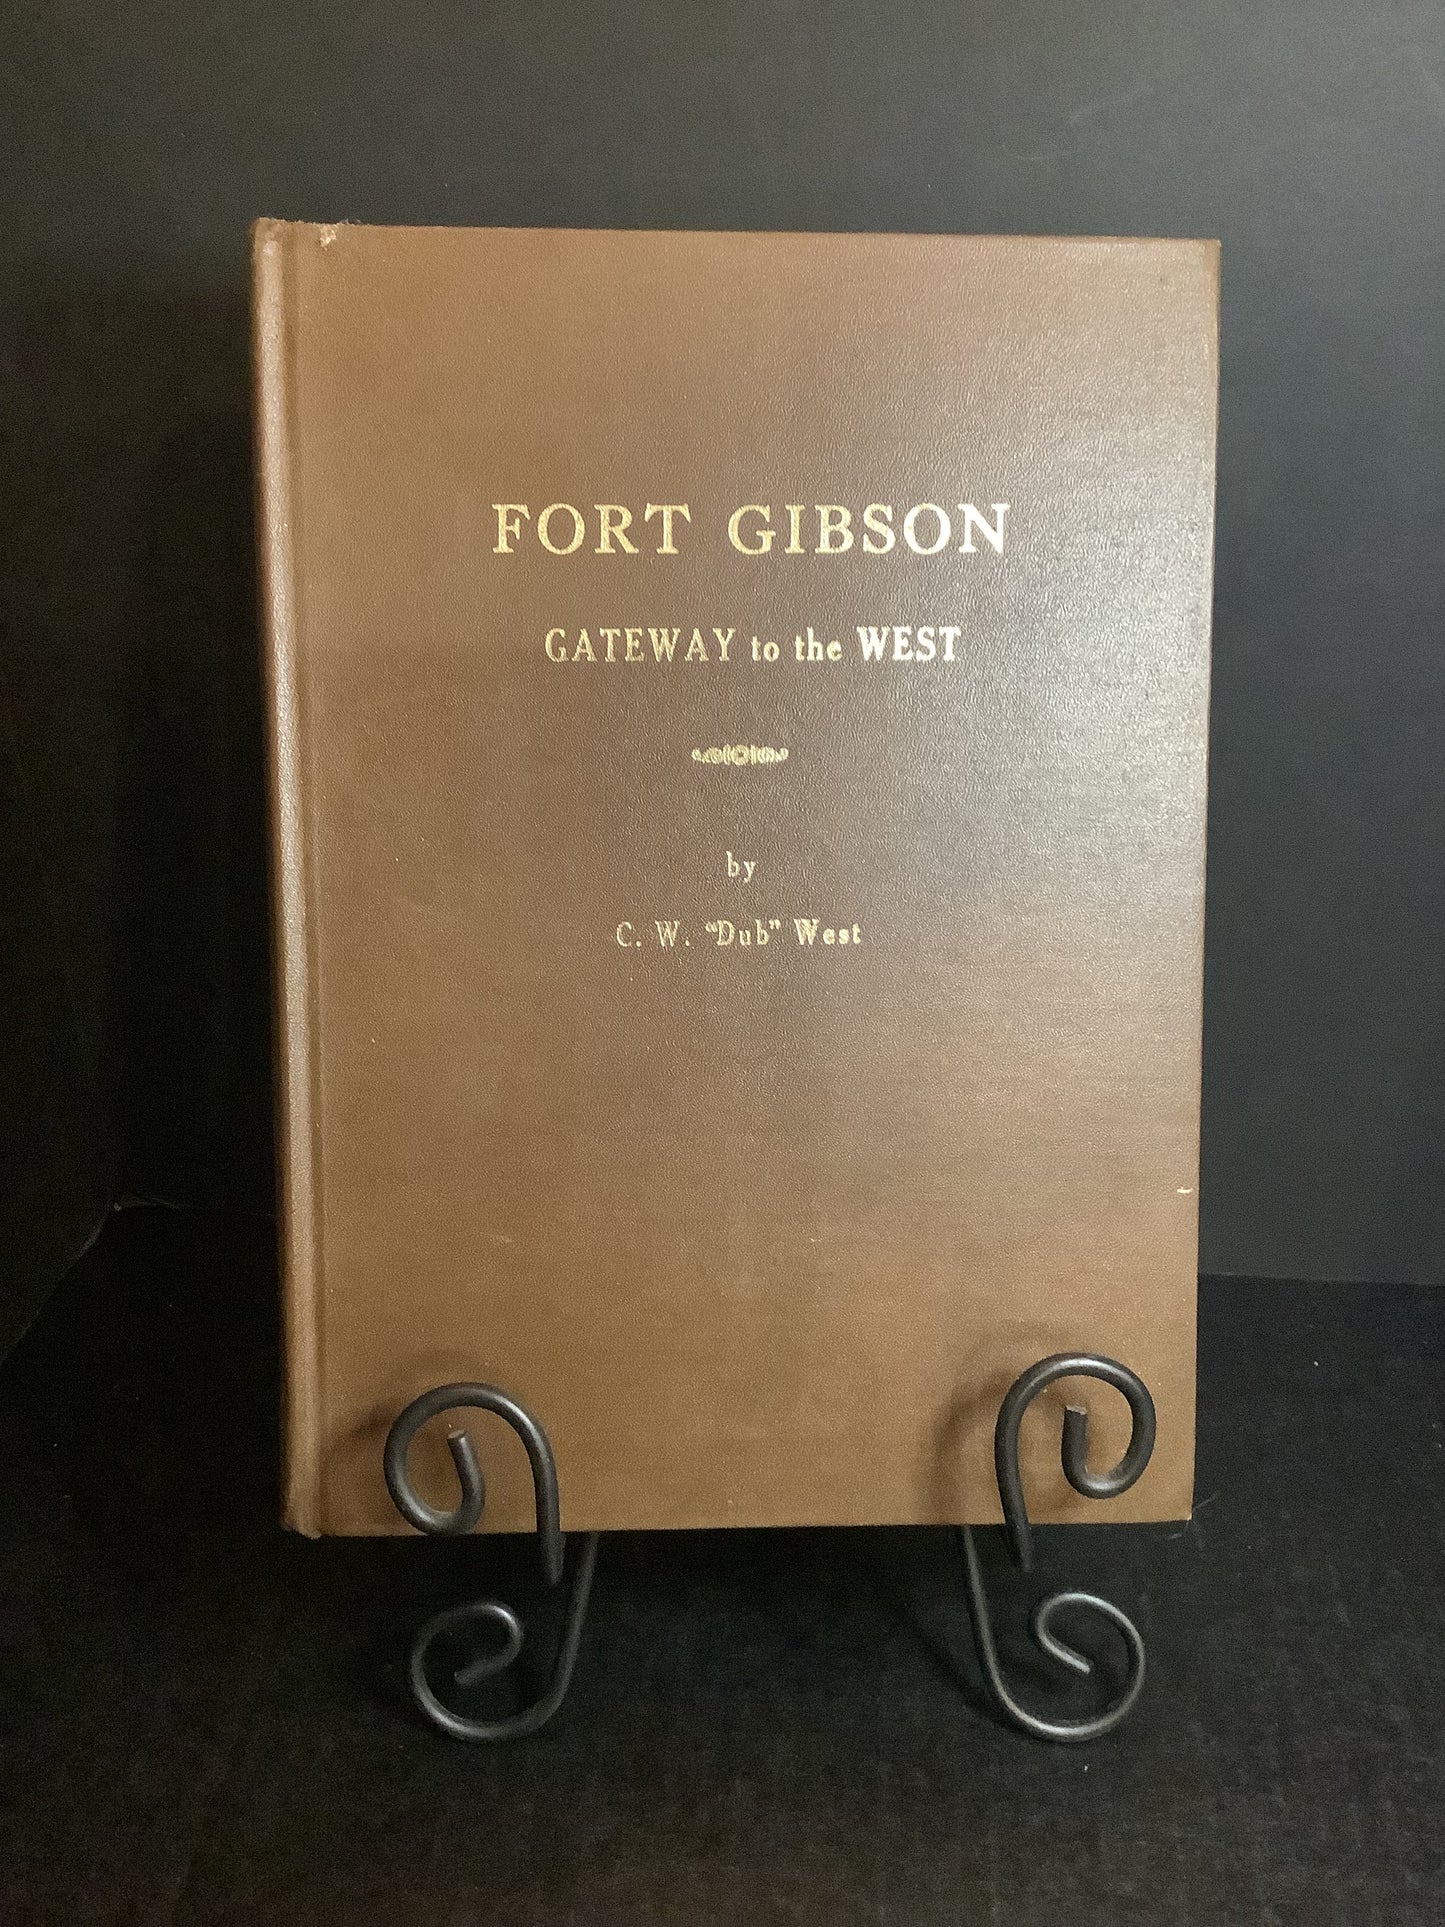 FORT GIBSON
GATEWAY to the WEST
by
C. W. "Dub" West